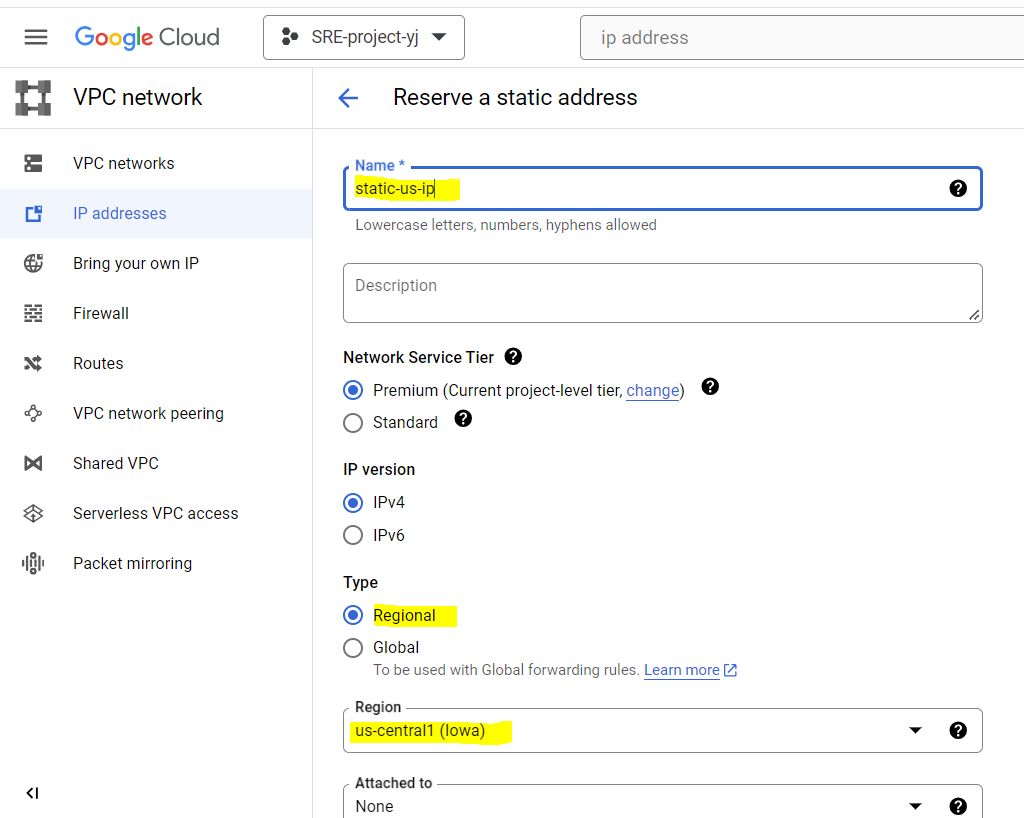 Google Cloud
SRE-project-yj
ip address
VPC network
Reserve a static address
VPC networks
IP addresses
Bring your own IP
Firewall
Routes
VPC network peering
Shared VPC
Serverless VPC access
Packet mirroring
Name *
static-us-ip
Lowercase letters, numbers, hyphens allowed
Description
Network Service Tier
Premium (Current project-level tier, change)
Standard
IP version
IPv4
IPv6
Type
Regional
Global
To be used with Global forwarding rules. Learn more
Region
us-central1 (Iowa)
Attached to
None